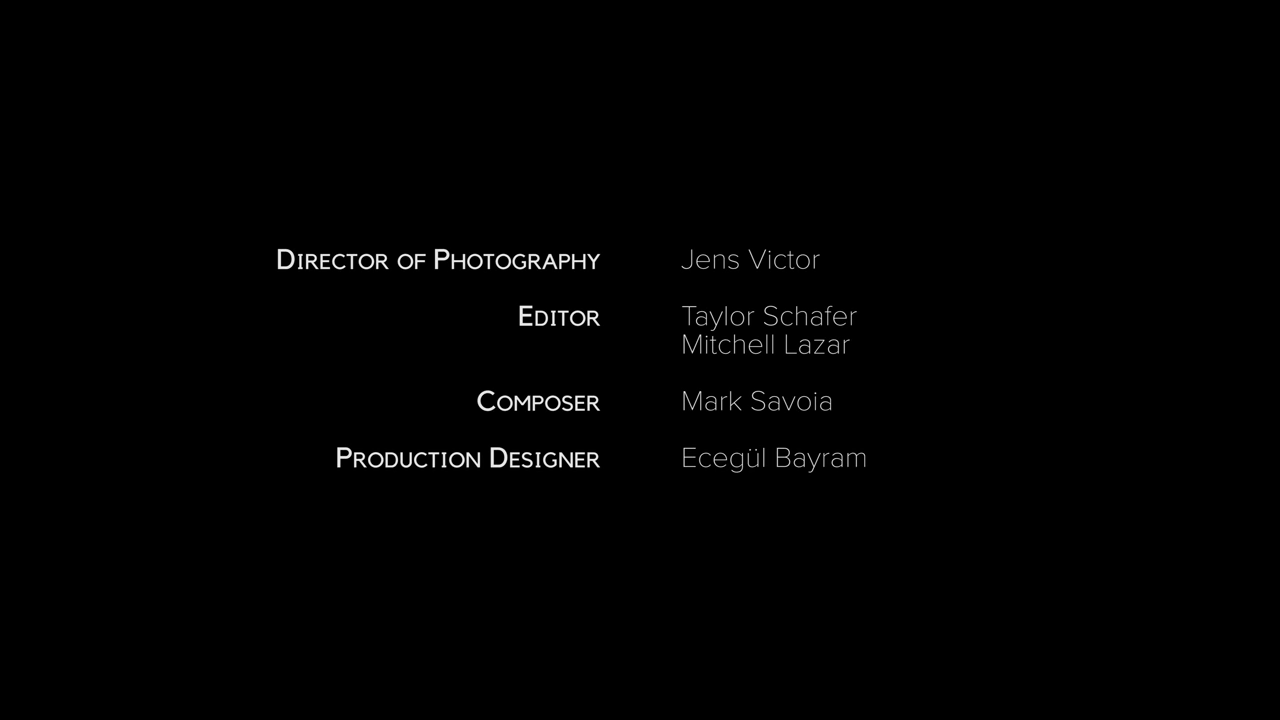 Director of Photography Jens Victor
Editor Taylor Schafer
Mitchell Lazar
Composer Mark Savoia
Production Designer Ecegül Bayram